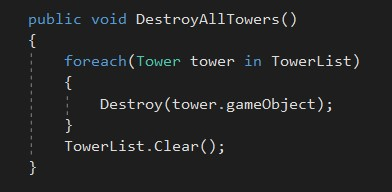 public void DestroyAllTowers()
{
foreach(Tower tower in TowerList)
{
Destroy(tower.gameObject);
}
TowerList.Clear();
}